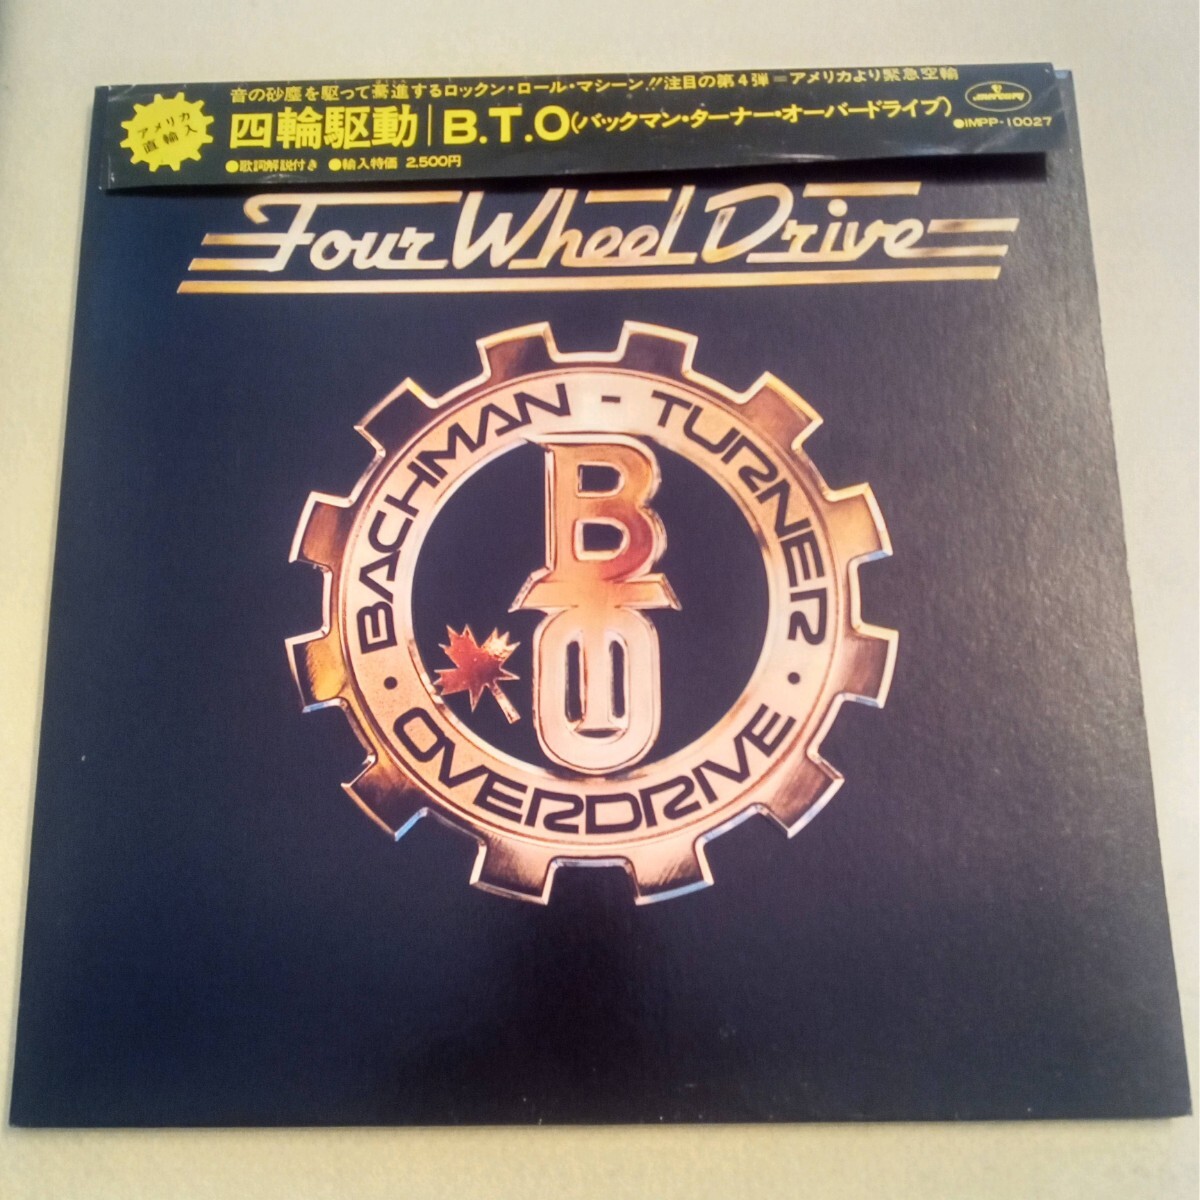 音の砂塵を駆って驀進するロックン・ロール・マシーン!!注目の第4弾=アメリカより緊急空輸
アメリカ
直輸入
四輪駆動|B.T.O(バックマン・ターナー・オーバードライブ)
mercury
●IMPP-10027
●歌詞解説付き ●輸入特価 2,500円
Four Wheel Drive
BACHMAN - TURNER
• OVERDRIVE •
BTO